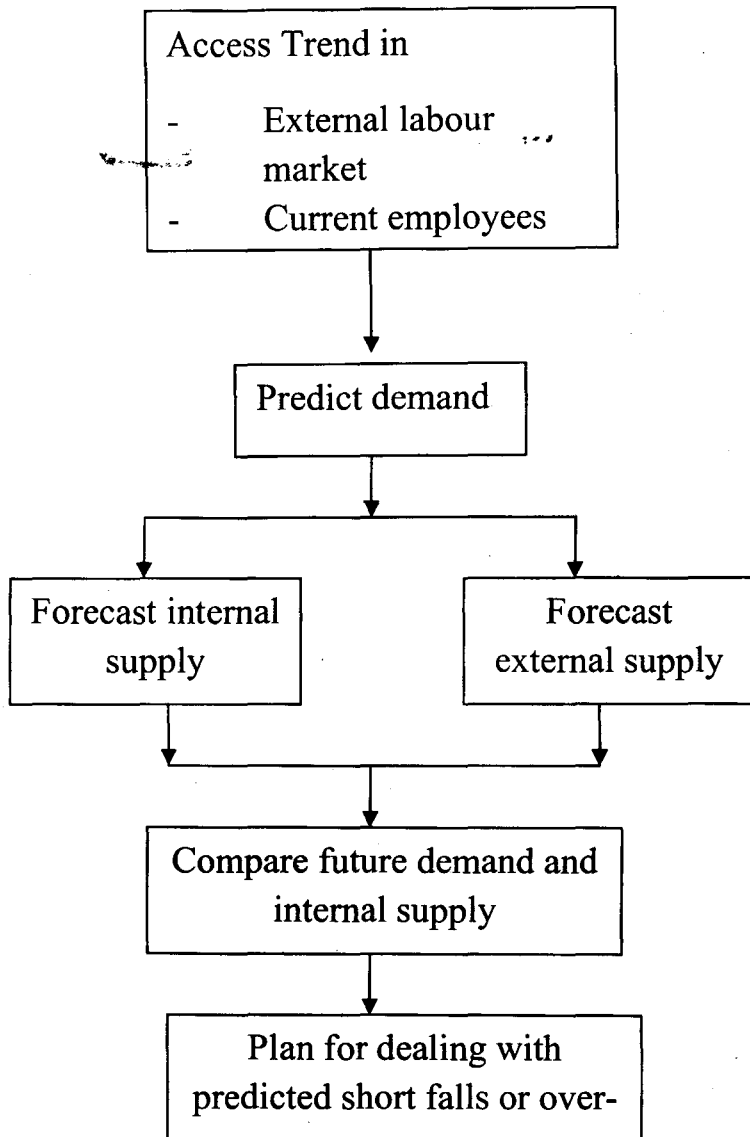 Access Trend in
- External labour
market
- Current employees
Predict demand
Forecast internal
supply
Forecast
external supply
Compare future demand and
internal supply
Plan for dealing with
predicted short falls or over-